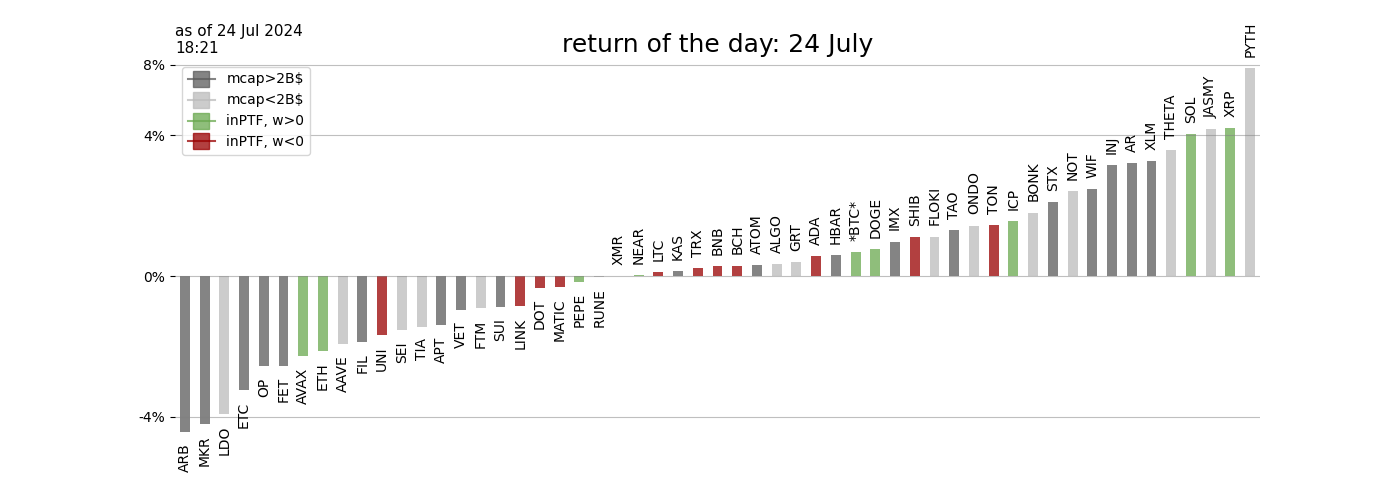 as of 24 Jul 2024
18:21
return of the day: 24 July
8%
4%
0%
-4%
mcap>2B$
mcap<2B$
inPTF, w>0
inPTF, w<0
ARB
MKR
LDO
ETC
OP
FET
AVAX
ETH
AAVE
FIL
UNI
SEI
TIA
APT
VET
FTM
SUI
LINK
DOT
MATIC
PEPE
RUNE
XMR
NEAR
LTC
KAS
TRX
BNB
BCH
ATOM
ALGO
GRT
ADA
HBAR
*BTC*
DOGE
IMX
SHIB
FLOKI
TAO
ONDO
TON
ICP
BONK
STX
NOT
WIF
INJ
AR
XLM
THETA
SOL
JASMY
XRP
PYTH